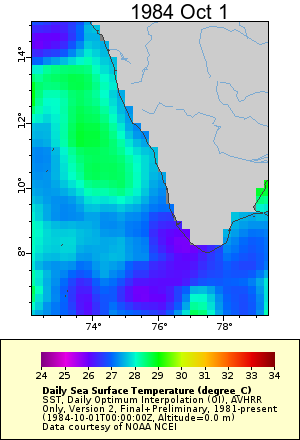 1984 Oct 1
14°
12°
10°
8°
74° 76° 78°
24 25 26 27 28 29 30 31 32 33 34
Daily Sea Surface Temperature (degree_C)
SST, Daily Optimum Interpolation (OI), AVHRR
Only, Version 2, Final+Preliminary, 1981-present
(1984-10-01T00:00:00Z, Altitude=0.0 m)
Data courtesy of NOAA NCEI